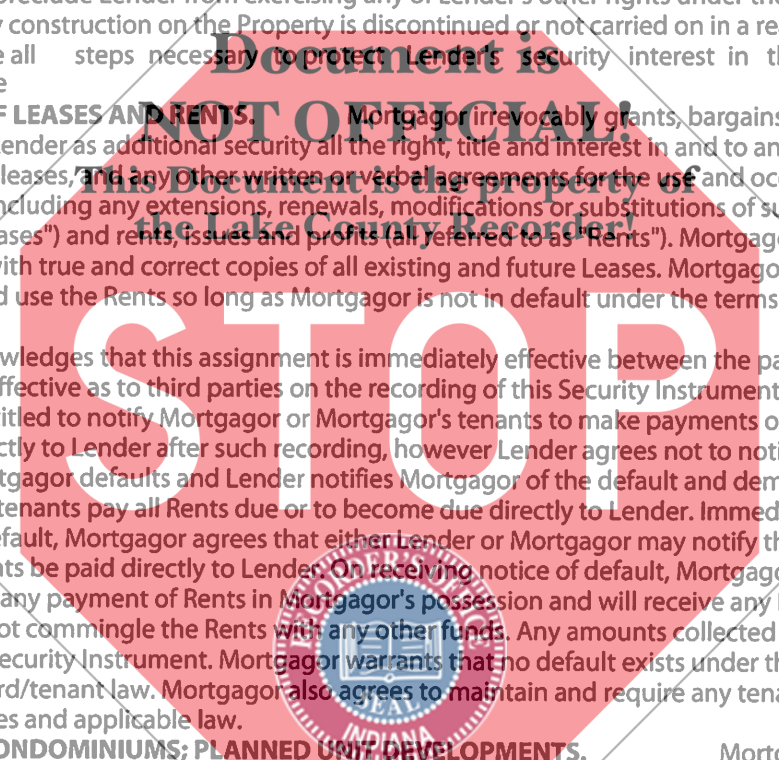 preclude Lender from exercising any of Lender's other rights under th
y construction on the Property is discontinued or not carried on in a re
e all steps necessary to protect Lender's security interest in t
e
F LEASES AND RENTS. Mortgagor irrevocably grants, bargains
ender as additional security all the right, title and interest in and to an
leases, and any other written or verbal agreements for the use and oc
ncluding any extensions, renewals, modifications or substitutions of su
ases") and rents, issues and profits (all referred to as "Rents"). Mortgag
ith true and correct copies of all existing and future Leases. Mortgago
d use the Rents so long as Mortgagor is not in default under the terms
wledges that this assignment is immediately effective between the pa
ffective as to third parties on the recording of this Security Instrument
titled to notify Mortgagor or Mortgagor's tenants to make payments o
ctly to Lender after such recording, however Lender agrees not to noti
tgagor defaults and Lender notifies Mortgagor of the default and dem
tenants pay all Rents due or to become due directly to Lender. Immed
efault, Mortgagor agrees that either Lender or Mortgagor may notify th
nts be paid directly to Lender. On receiving notice of default, Mortgago
any payment of Rents in Mortgagor's possession and will receive any
ot commingle the Rents with any other funds. Any amounts collected
ecurity Instrument. Mortgagor warrants that no default exists under th
rd/tenant law. Mortgagor also agrees to maintain and require any tena
es and applicable law.
ONDOMINIUMS; PLANNED UNIT DEVELOPMENTS. Mort
Document is
NOT OFFICIAL!
This Document is the property of
the Lake County Recorder!
STOP
RECORDER'S OFFICE
SEAL
INDIANA